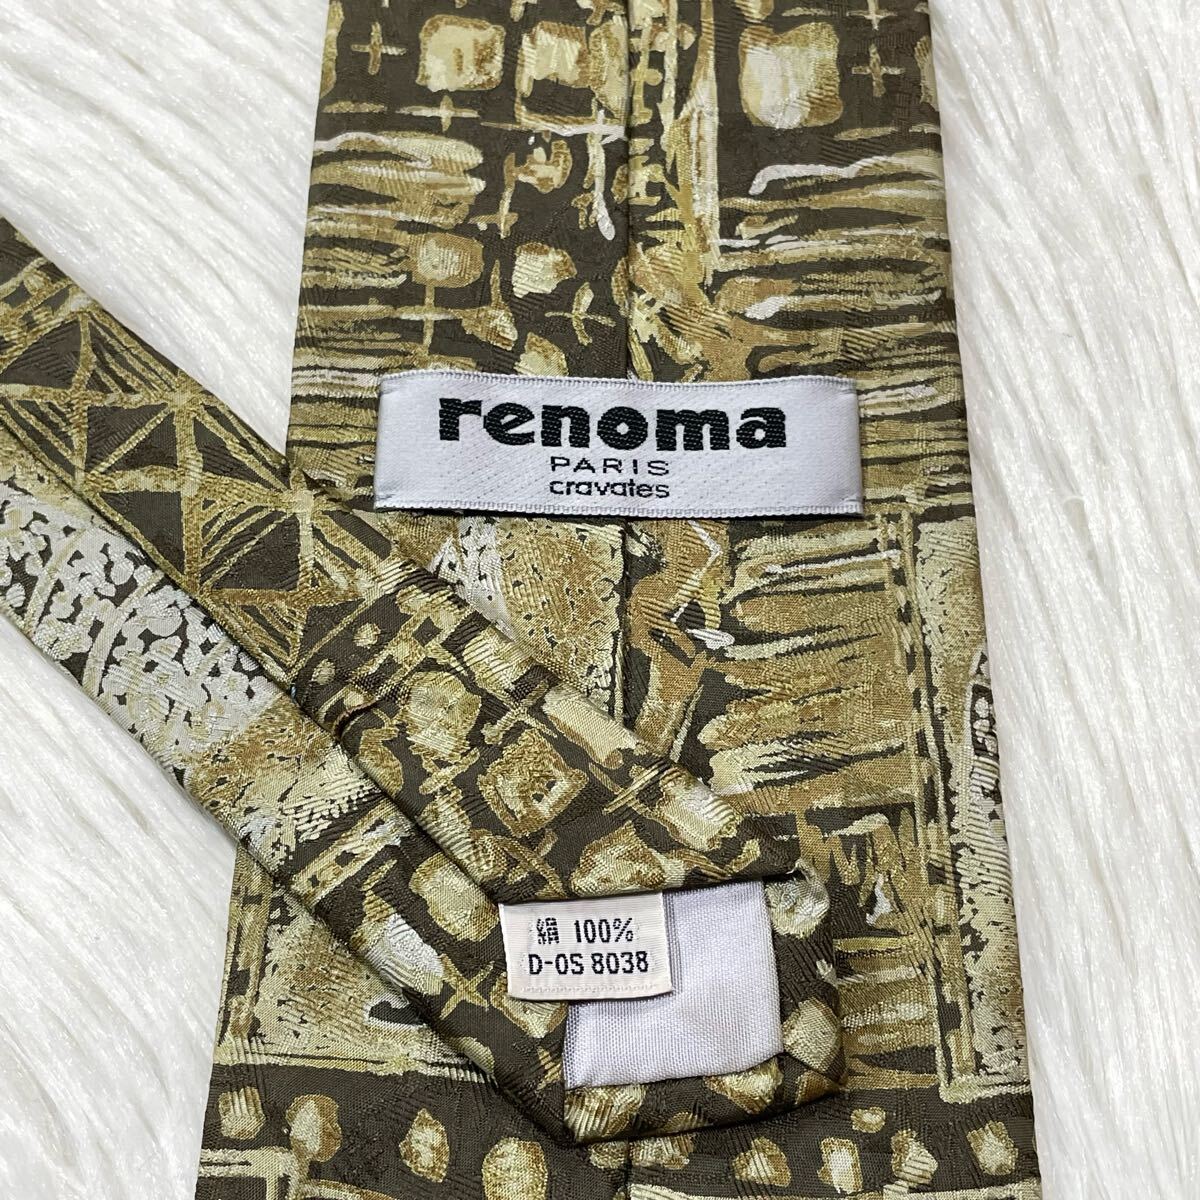 renoma
PARIS
cravates
絹 100%
D-OS 8038